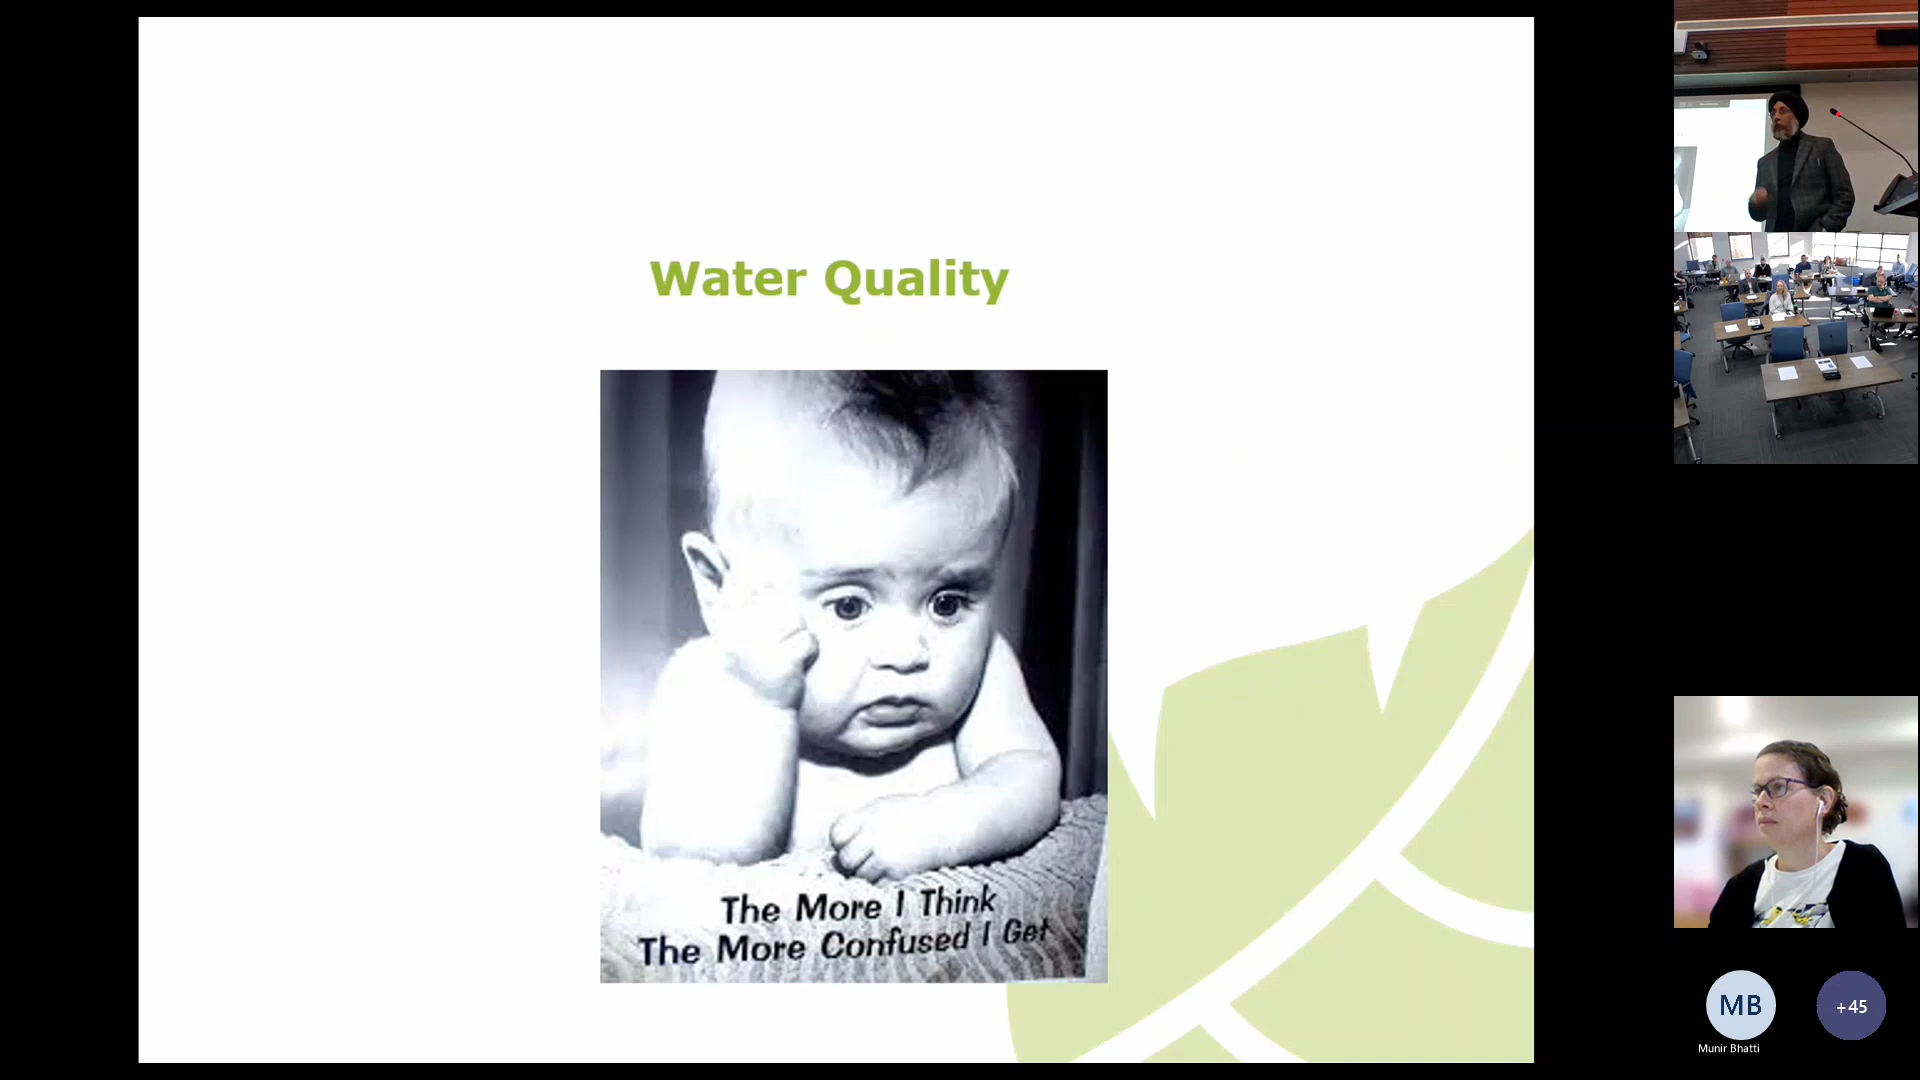 Water Quality
The More I Think
The More Confused I Get
MB
+45
Munir Bhatti